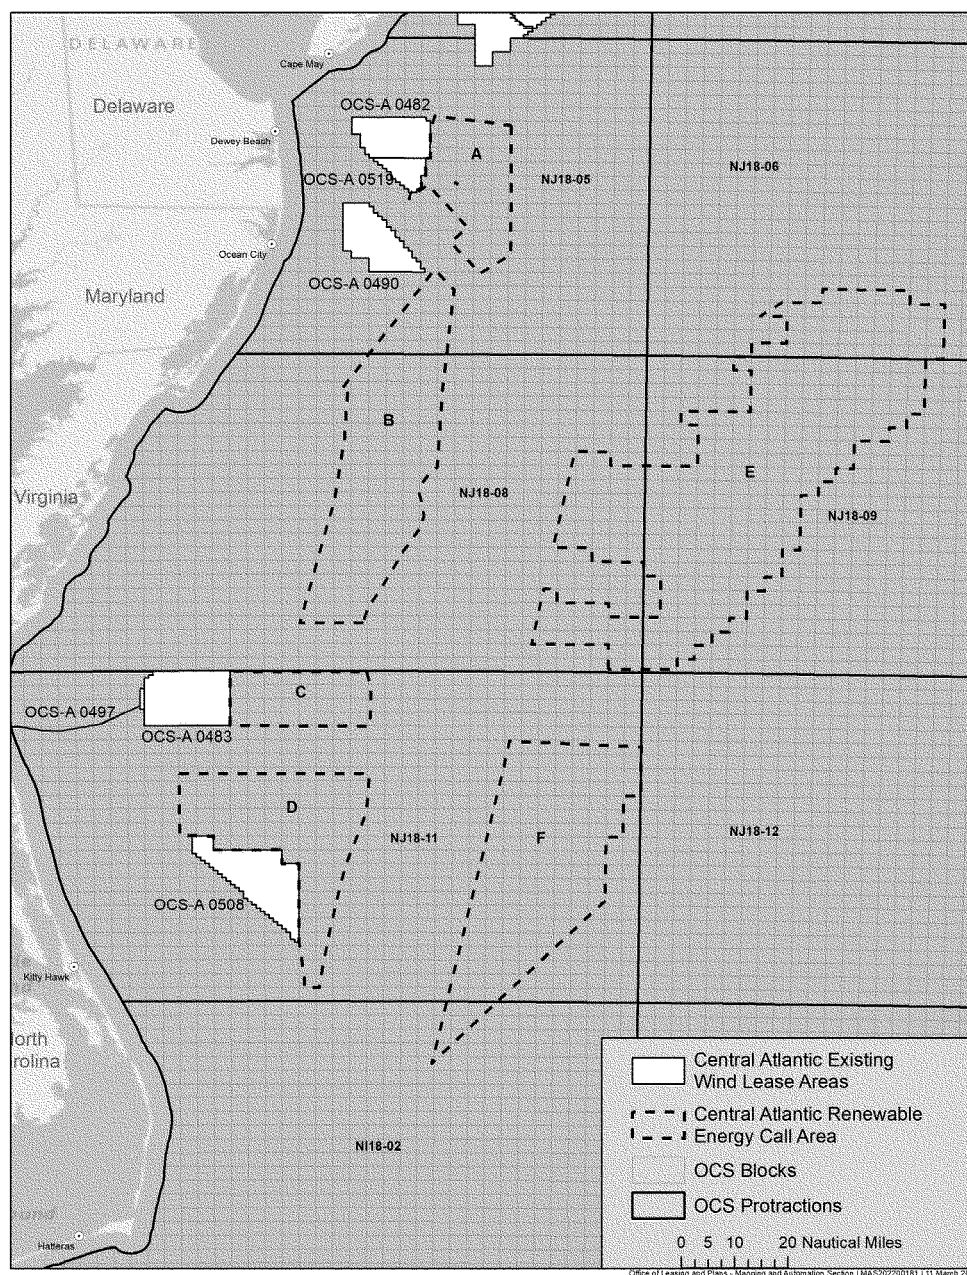 DELAWARE
Cape May
Delaware
OCS-A 0482
Dewey Beach
A
OCS-A 0519
NJ18-05
NJ18-06
Ocean City
OCS-A 0490
Maryland
B
E
Virginia
NJ18-08
NJ18-09
C
OCS-A 0497
OCS-A 0483
D
NJ18-11
F
NJ18-12
OCS-A 0508
Kitty Hawk
orth
rolina
NI18-02
Hatteras
Central Atlantic Existing
Wind Lease Areas
Central Atlantic Renewable
Energy Call Area
OCS Blocks
OCS Protractions
0 5 10 20 Nautical Miles
Office of Leasing and Plans - Mapping and Automation Section | MAS202200181 | 11 March